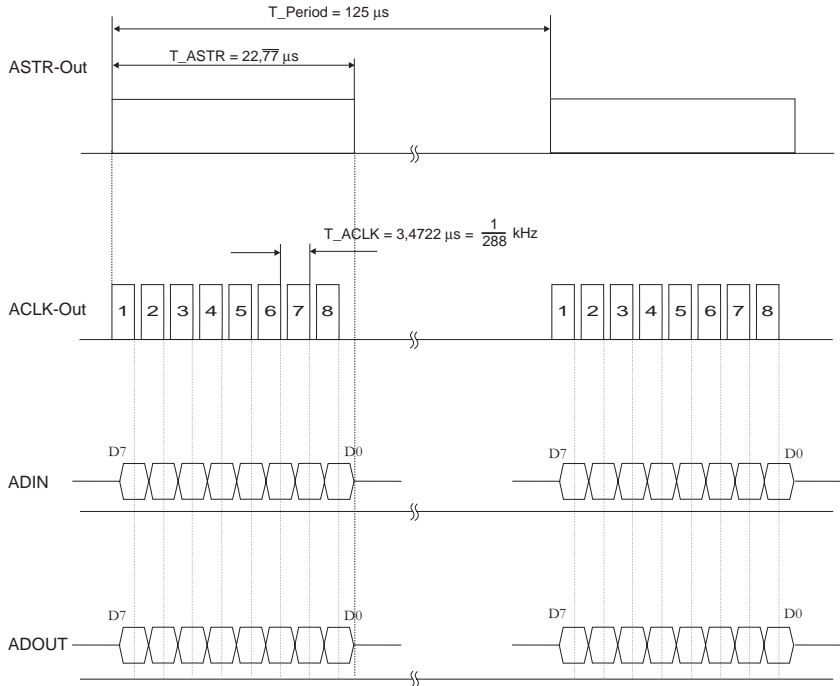 T_Period = 125 µs
T_ASTR = 22,7̅7̅ µs
ASTR-Out
T_ACLK = 3,4722 µs = 1/288 kHz
ACLK-Out
1 2 3 4 5 6 7 8 1 2 3 4 5 6 7 8
D7 D0 D7 D0
ADIN
D7 D0 D7 D0
ADOUT